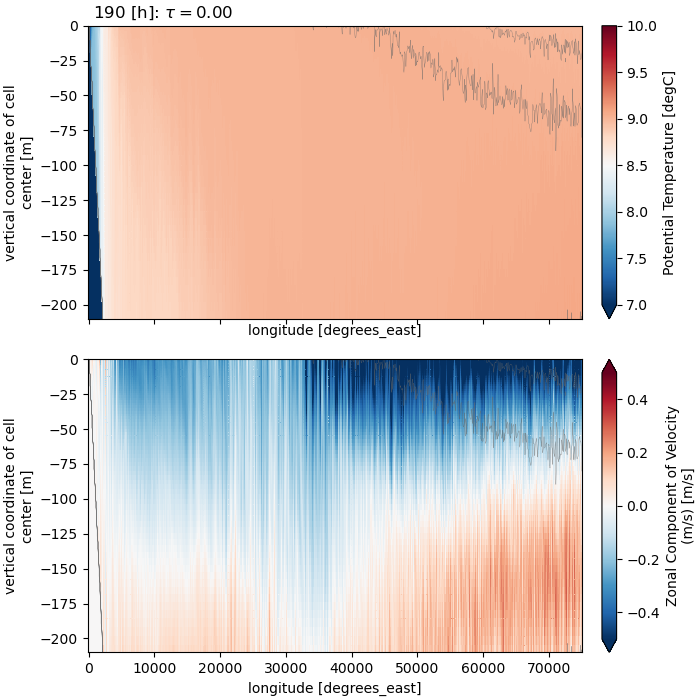 190 [h]: τ = 0.00
0
−25
−50
−75
−100
−125
−150
−175
−200
vertical coordinate of cell
center [m]
longitude [degrees_east]
10.0
9.5
9.0
8.5
8.0
7.5
7.0
Potential Temperature [degC]
0
−25
−50
−75
−100
−125
−150
−175
−200
vertical coordinate of cell
center [m]
0 10000 20000 30000 40000 50000 60000 70000
longitude [degrees_east]
0.4
0.2
0.0
−0.2
−0.4
Zonal Component of Velocity
(m/s) [m/s]